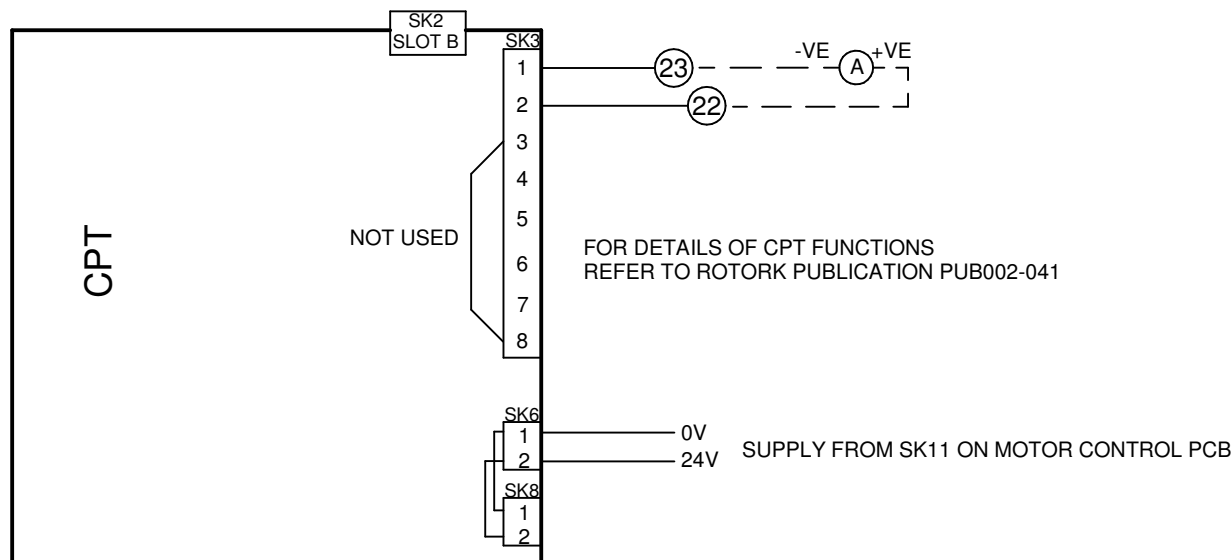 SK2
SLOT B
SK3
1
23
-VE
A
+VE
2
22
3
4
5
6
7
8
NOT USED
CPT
FOR DETAILS OF CPT FUNCTIONS
REFER TO ROTORK PUBLICATION PUB002-041
SK6
1
0V
2
24V
SUPPLY FROM SK11 ON MOTOR CONTROL PCB
SK8
1
2